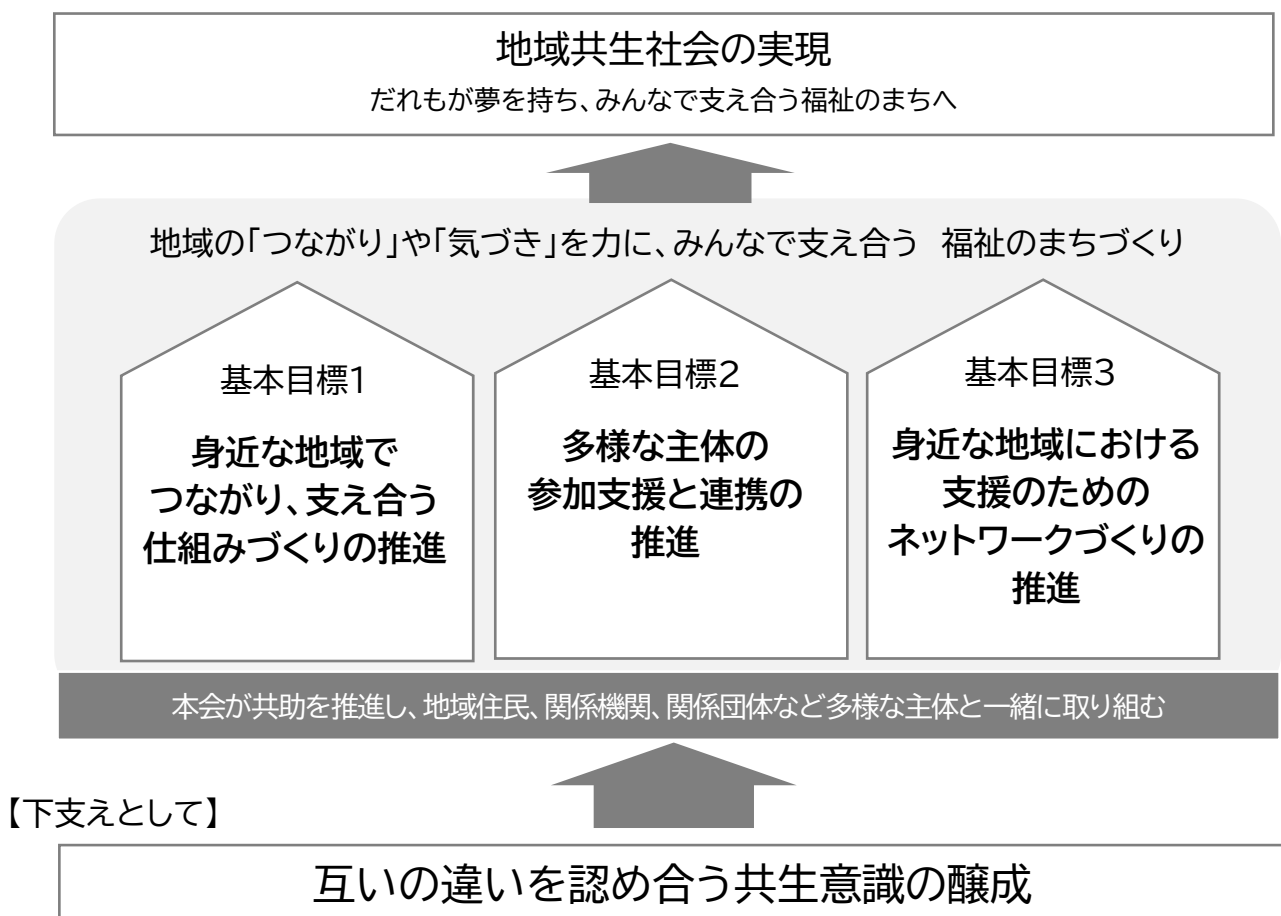 地域共生社会の実現
だれもが夢を持ち、みんなで支え合う福祉のまちへ
地域の「つながり」や「気づき」を力に、みんなで支え合う　福祉のまちづくり
基本目標1
身近な地域で
つながり、支え合う
仕組みづくりの推進
基本目標2
多様な主体の
参加支援と連携の
推進
基本目標3
身近な地域における
支援のための
ネットワークづくりの
推進
本会が共助を推進し、地域住民、関係機関、関係団体など多様な主体と一緒に取り組む
【下支えとして】
互いの違いを認め合う共生意識の醸成